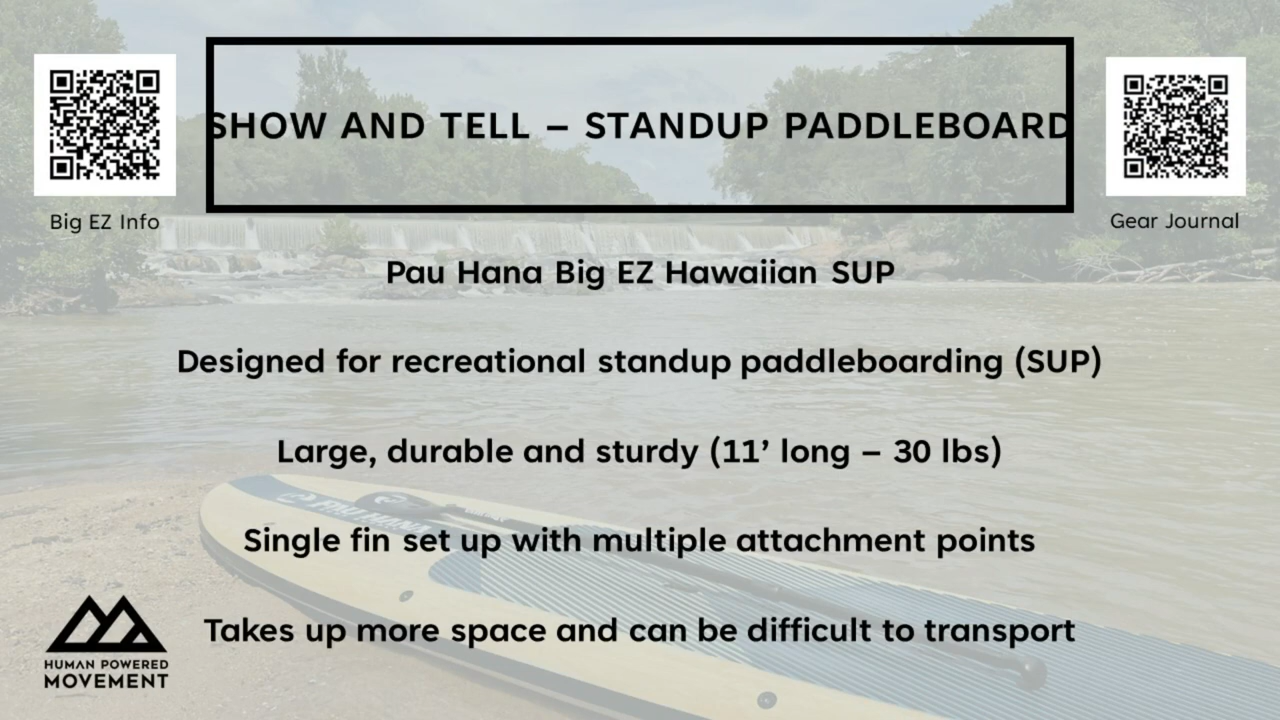 SHOW AND TELL – STANDUP PADDLEBOARD
Big EZ Info
Gear Journal
Pau Hana Big EZ Hawaiian SUP
Designed for recreational standup paddleboarding (SUP)
Large, durable and sturdy (11’ long – 30 lbs)
PAU HANA
Single fin set up with multiple attachment points
Takes up more space and can be difficult to transport
HUMAN POWERED
MOVEMENT